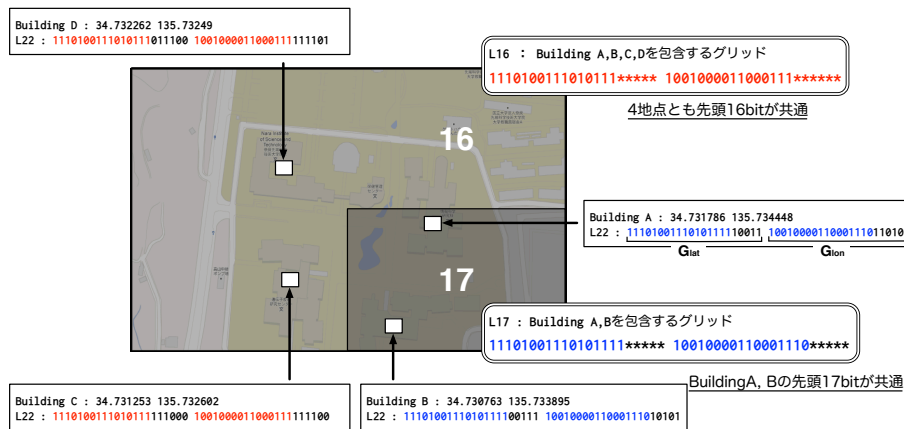 Building D : 34.732262 135.73249
L22 : 1110100111010111011100 1001000011000111111101
L16 : Building A,B,C,Dを包含するグリッド
1110100111010111***** 1001000011000111******
4地点とも先頭16bitが共通
16
Building A : 34.731786 135.734448
L22 : 1110100111010111110011 1001000011000111011010
Glat Glon
17
L17 : Building A,Bを包含するグリッド
11101001110101111***** 10010000110001110*****
BuildingA, Bの先頭17bitが共通
Building C : 34.731253 135.732602
L22 : 1110100111010111111000 1001000011000111111100
Building B : 34.730763 135.733895
L22 : 1110100111010111100111 1001000011000111010101